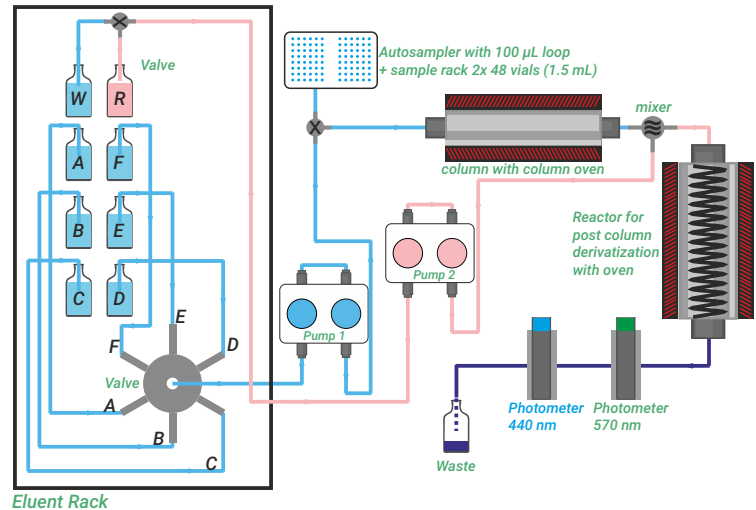 Autosampler with 100 µL loop
+ sample rack 2x 48 vials (1.5 mL)
Valve
W
R
mixer
A
F
column with column oven
B
E
Reactor for
post column
derivatization
with oven
Pump 2
C
D
E
Pump 1
F
D
Valve
A
B
C
Photometer
440 nm
Photometer
570 nm
Waste
Eluent Rack